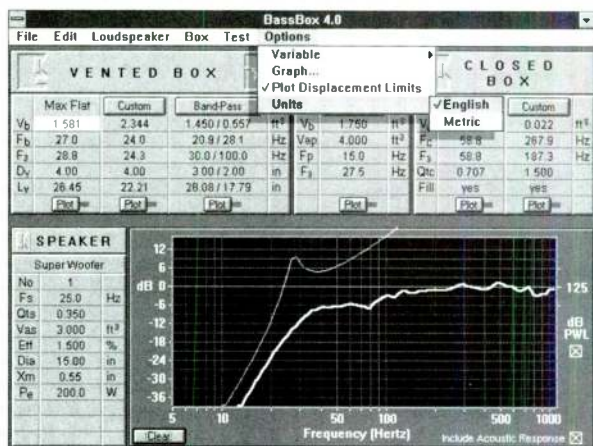 BassBox 4.0
File Edit Loudspeaker Box Test Options
Variable
Graph...
✓Plot Displacement Limits
Units
✓English
Metric
VENTED BOX
CLOSED BOX
Max Flat Custom Band-Pass
Custom
Vb 1.581 2.344 1.450/0.557 ft³
Vb 1.750 ft³
0.022 ft³
Fb 27.0 24.0 20.9/28.1 Hz
Vap 4.000 ft³
Fc 58.8 267.9 Hz
F3 28.8 24.3 30.0/100.0 Hz
Fp 15.0 Hz
F3 58.8 187.3 Hz
Dv 4.00 4.00 3.00/2.00 in
F3 27.5 Hz
Qtc 0.707 1.500
Lv 26.45 22.21 28.08/17.79 in
Fill yes yes
Plot Plot Plot Plot Plot Plot
SPEAKER
Super Woofer
No 1
Fs 25.0 Hz
Qts 0.350
Vas 3.000 ft³
Eff 1.500 %
Dia 15.00 in
Xm 0.55 in
Pe 200.0 W
12
6
dB 0
-6
-12
-18
-24
-30
-36
125
dB
PWL
5 10 50 100 500 1000
Clear
Frequency (Hertz)
Include Acoustic Response